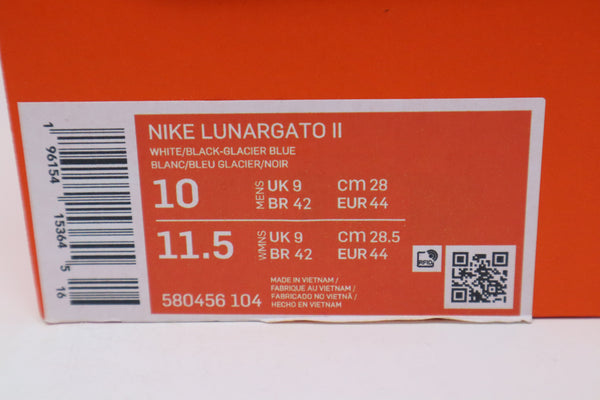 NIKE LUNARGATO II
WHITE/BLACK-GLACIER BLUE
BLANC/BLEU GLACIER/NOIR
10 MENS UK 9 CM 28
BR 42 EUR 44
11.5 WMNS UK 9 CM 28.5
BR 42 EUR 44
RFID
580456 104
MADE IN VIETNAM /
FABRIQUE AU VIETNAM /
FABRICADO NO VIETNÃ /
HECHO EN VIETNAM
1 96154 15364 5 16